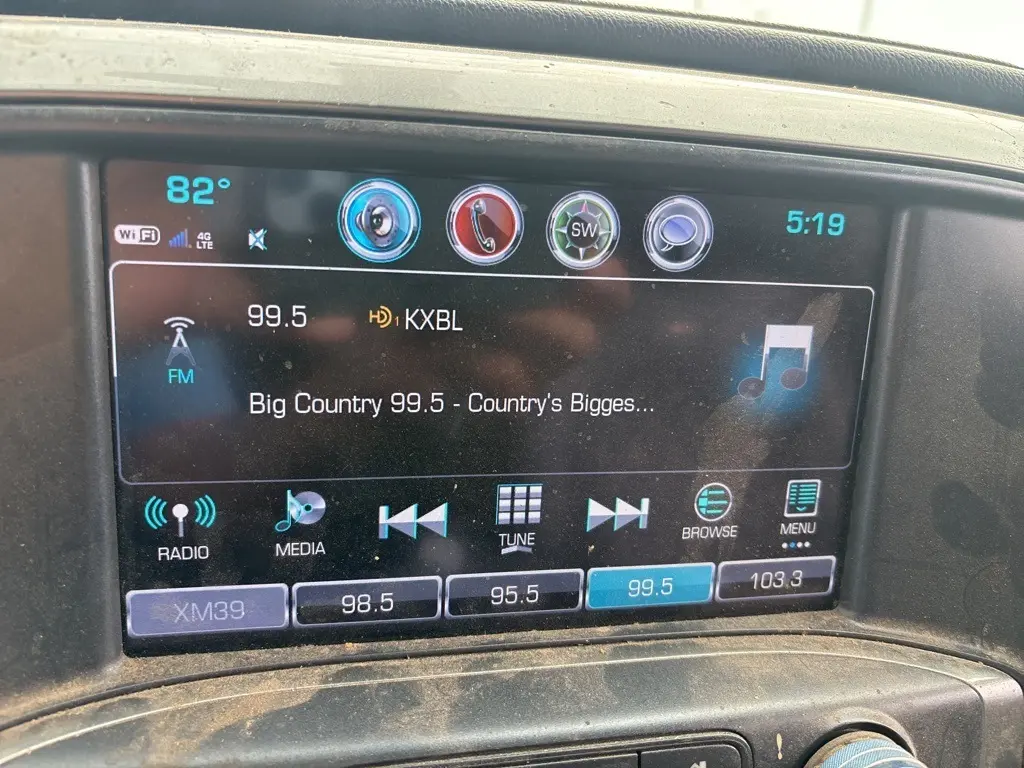 82°
5:19
WiFi
4G
LTE
SW
99.5
HD1 KXBL
FM
Big Country 99.5 - Country's Bigges...
RADIO
MEDIA
TUNE
BROWSE
MENU
XM39
98.5
95.5
99.5
103.3